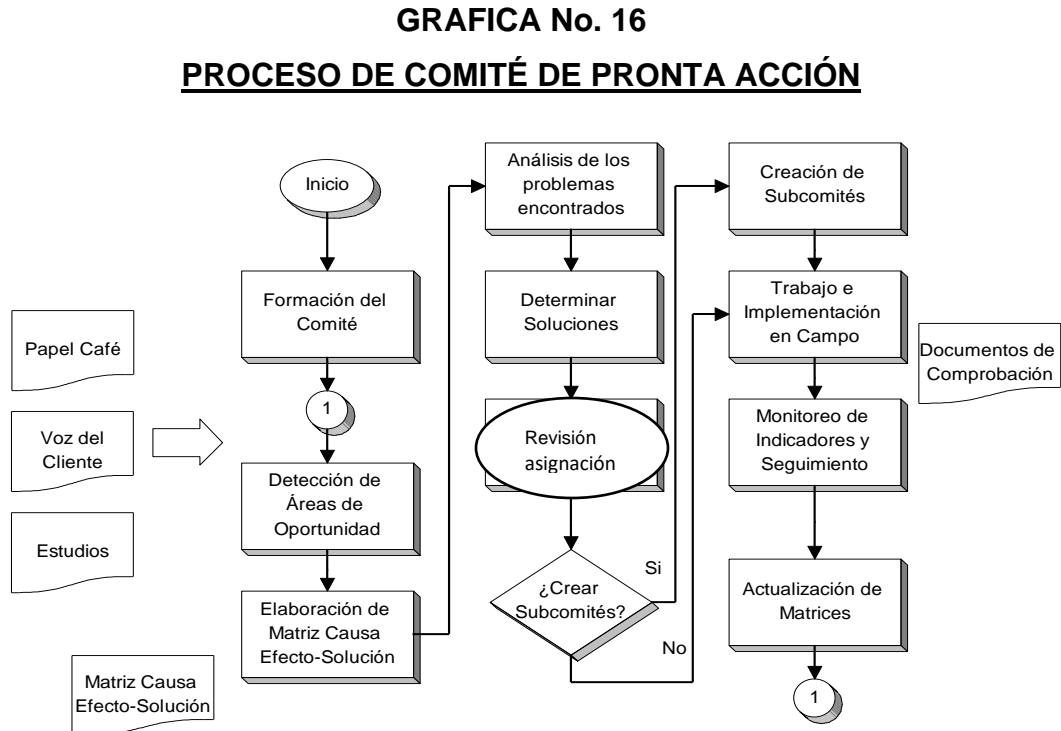 GRAFICA No. 16
PROCESO DE COMITÉ DE PRONTA ACCIÓN
Inicio
Formación del
Comité
1
Papel Café
Voz del
Cliente
Estudios
Detección de
Áreas de
Oportunidad
Elaboración de
Matriz Causa
Efecto-Solución
Matriz Causa
Efecto-Solución
Análisis de los
problemas
encontrados
Determinar
Soluciones
Revisión
asignación
¿Crear
Subcomités?
Si
No
Creación de
Subcomités
Trabajo e
Implementación
en Campo
Documentos de
Comprobación
Monitoreo de
Indicadores y
Seguimiento
Actualización de
Matrices
1